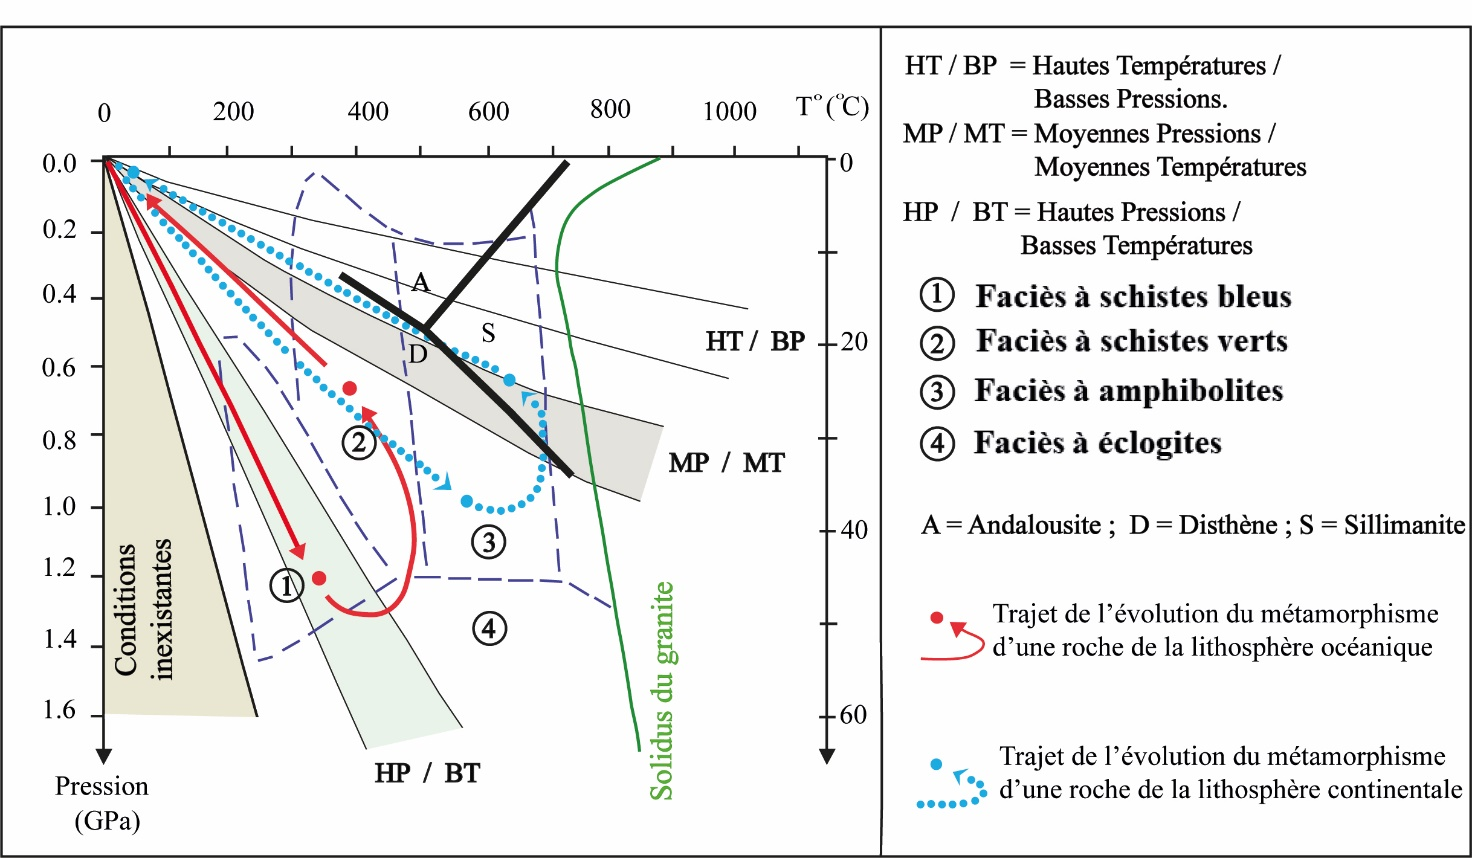 0 200 400 600 800 1000 T° (°C)
0.0
0.2
0.4
0.6
0.8
1.0
1.2
1.4
1.6
Pression
(GPa)
0
20
40
60
A
S
D
HT / BP
MP / MT
HP / BT
1
2
3
4
Conditions
inexistantes
Solidus du granite
HT / BP = Hautes Températures /
Basses Pressions.
MP / MT = Moyennes Pressions /
Moyennes Températures
HP / BT = Hautes Pressions /
Basses Températures
1 Faciès à schistes bleus
2 Faciès à schistes verts
3 Faciès à amphibolites
4 Faciès à éclogites
A = Andalousite ; D = Disthène ; S = Sillimanite
Trajet de l’évolution du métamorphisme
d’une roche de la lithosphère océanique
Trajet de l’évolution du métamorphisme
d’une roche de la lithosphère continentale